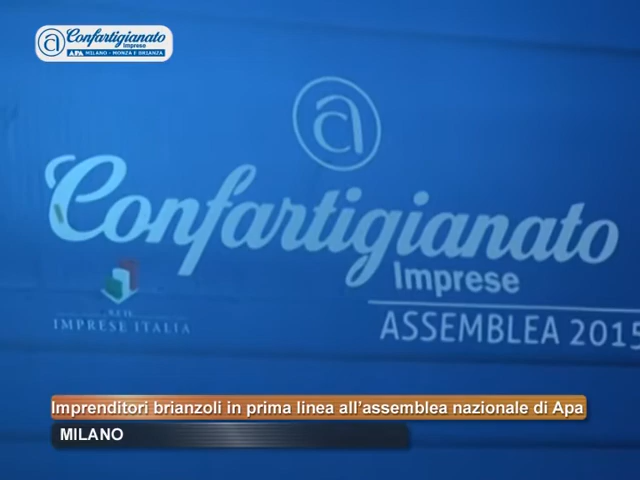 a Confartigianato
Imprese
APA MILANO - MONZA E BRIANZA
a
Confartigianato
Imprese
RETE
IMPRESE ITALIA
ASSEMBLEA 2015
Imprenditori brianzoli in prima linea all'assemblea nazionale di Apa
MILANO